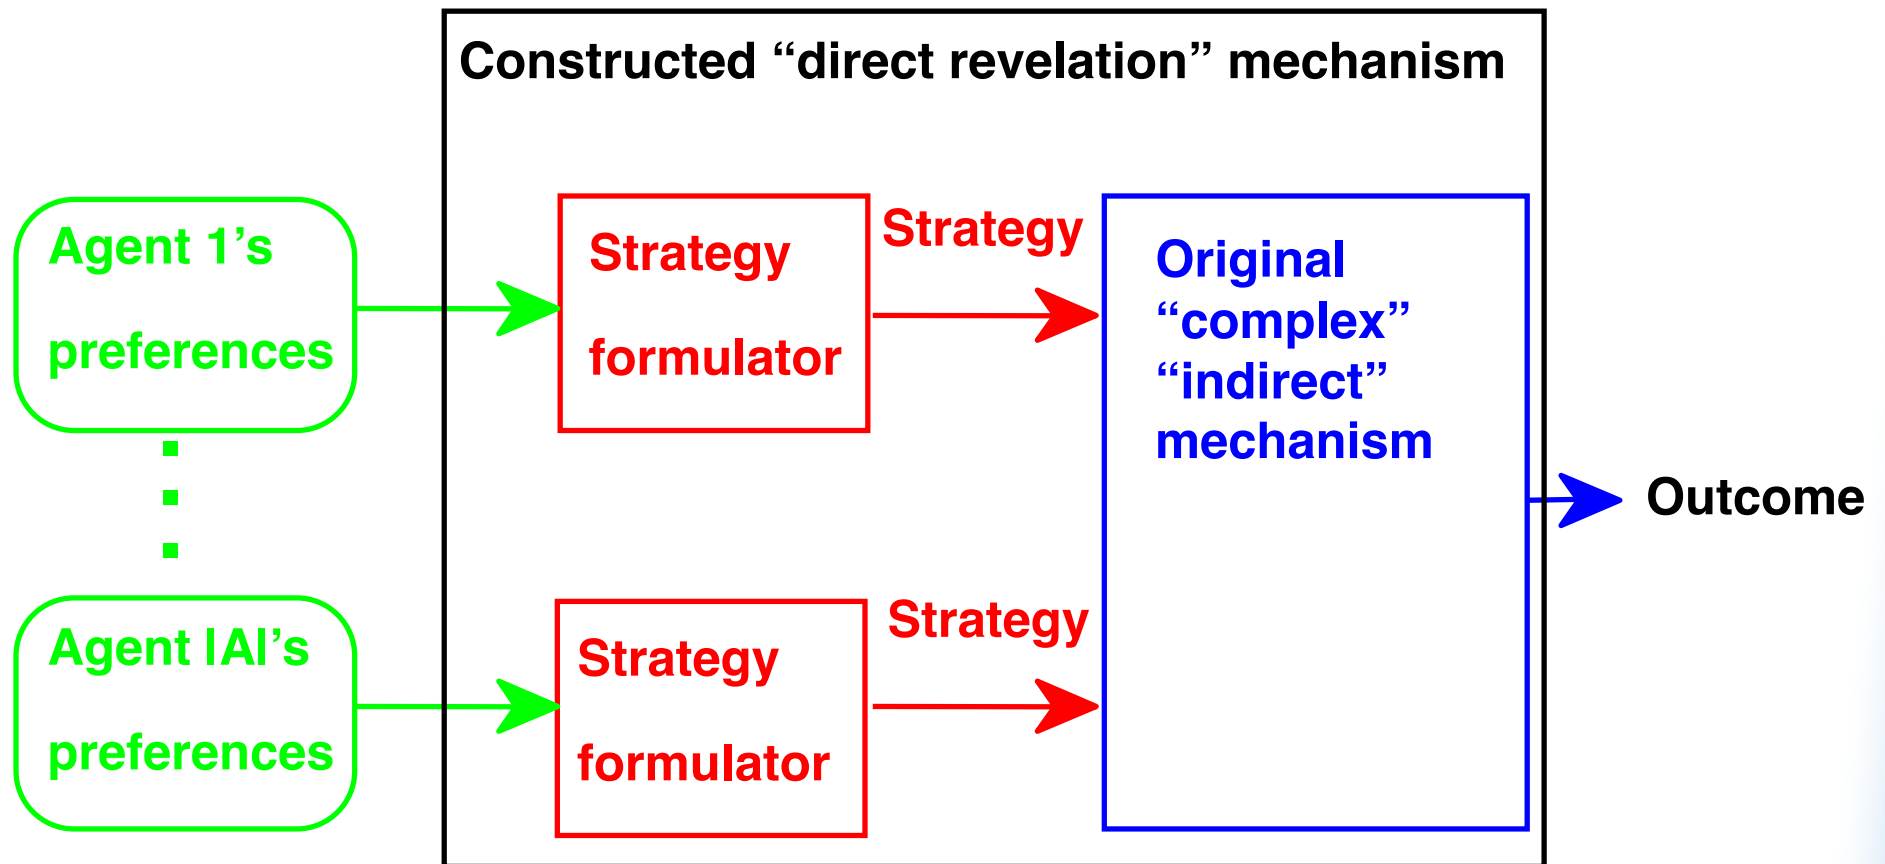 Constructed “direct revelation” mechanism
Agent 1’s
preferences
Strategy
formulator
Strategy
Original
“complex”
“indirect”
mechanism
Outcome
Agent |A|’s
preferences
Strategy
formulator
Strategy